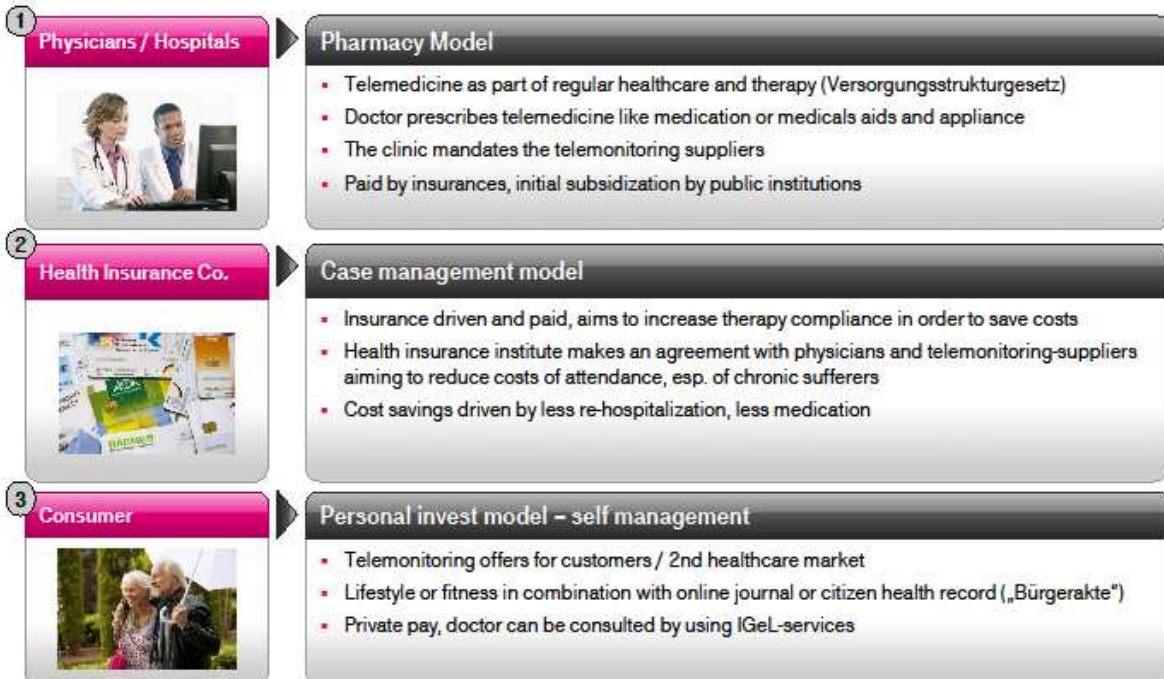 1
Physicians / Hospitals
Pharmacy Model
Telemedicine as part of regular healthcare and therapy (Versorgungsstrukturgesetz)
Doctor prescribes telemedicine like medication or medicals aids and appliance
The clinic mandates the telemonitoring suppliers
Paid by insurances, initial subsidization by public institutions
2
Health Insurance Co.
Case management model
Insurance driven and paid, aims to increase therapy compliance in order to save costs
Health insurance institute makes an agreement with physicians and telemonitoring-suppliers
aiming to reduce costs of attendance, esp. of chronic sufferers
Cost savings driven by less re-hospitalization, less medication
3
Consumer
Personal invest model – self management
Telemonitoring offers for customers / 2nd healthcare market
Lifestyle or fitness in combination with online journal or citizen health record („Bürgerakte“)
Private pay, doctor can be consulted by using IGeL-services